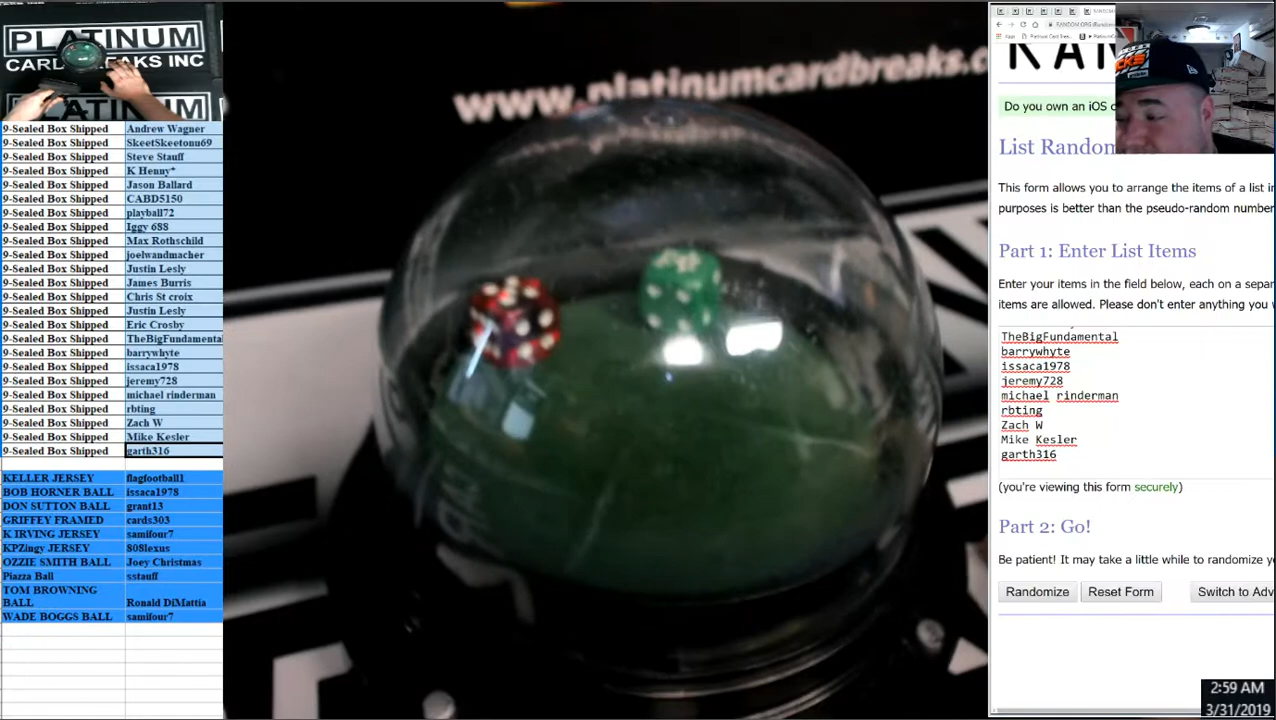 PLATINUM
CARD BREAKS INC
PLATINUM
9-Sealed Box Shipped Andrew Wagner
9-Sealed Box Shipped SkeetSkeetonu69
9-Sealed Box Shipped Steve Stauff
9-Sealed Box Shipped K Henny*
9-Sealed Box Shipped Jason Ballard
9-Sealed Box Shipped CABD5150
9-Sealed Box Shipped playball72
9-Sealed Box Shipped Iggy 688
9-Sealed Box Shipped Max Rothschild
9-Sealed Box Shipped joelwandmacher
9-Sealed Box Shipped Justin Lesly
9-Sealed Box Shipped James Burris
9-Sealed Box Shipped Chris St croix
9-Sealed Box Shipped Justin Lesly
9-Sealed Box Shipped Eric Crosby
9-Sealed Box Shipped TheBigFundamenta
9-Sealed Box Shipped barrywhyte
9-Sealed Box Shipped issaca1978
9-Sealed Box Shipped jeremy728
9-Sealed Box Shipped michael rinderman
9-Sealed Box Shipped rbting
9-Sealed Box Shipped Zach W
9-Sealed Box Shipped Mike Kesler
9-Sealed Box Shipped garth316
KELLER JERSEY flagfootball1
BOB HORNER BALL issaca1978
DON SUTTON BALL grant13
GRIFFEY FRAMED cards303
K IRVING JERSEY samifour7
KPZingy JERSEY 808lexus
OZZIE SMITH BALL Joey Christmas
Piazza Ball sstauff
TOM BROWNING
BALL Ronald DiMattia
WADE BOGGS BALL samifour7
www.platinumcardbreaks.c
RAN
Do you own an iOS
List Random
This form allows you to arrange the items of a list i
purposes is better than the pseudo-random number
Part 1: Enter List Items
Enter your items in the field below, each on a separ
items are allowed. Please don't enter anything you
TheBigFundamental
barrywhyte
issaca1978
jeremy728
michael rinderman
rbting
Zach W
Mike Kesler
garth316
(you're viewing this form securely)
Part 2: Go!
Be patient! It may take a little while to randomize y
Randomize Reset Form Switch to Adv
2:59 AM
3/31/2019